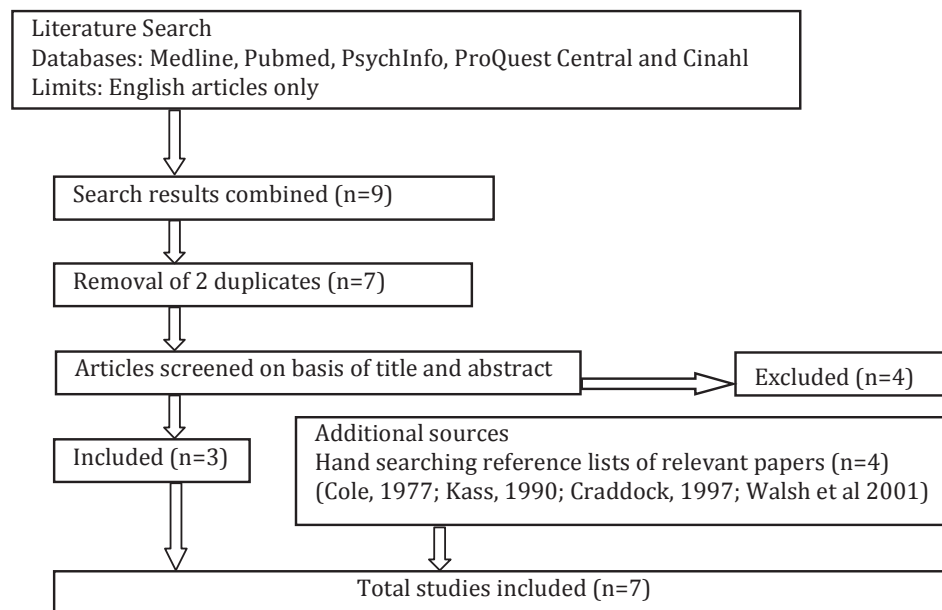 Literature Search
Databases: Medline, Pubmed, PsychInfo, ProQuest Central and Cinahl
Limits: English articles only
Search results combined (n=9)
Removal of 2 duplicates (n=7)
Articles screened on basis of title and abstract
Excluded (n=4)
Included (n=3)
Additional sources
Hand searching reference lists of relevant papers (n=4)
(Cole, 1977; Kass, 1990; Craddock, 1997; Walsh et al 2001)
Total studies included (n=7)